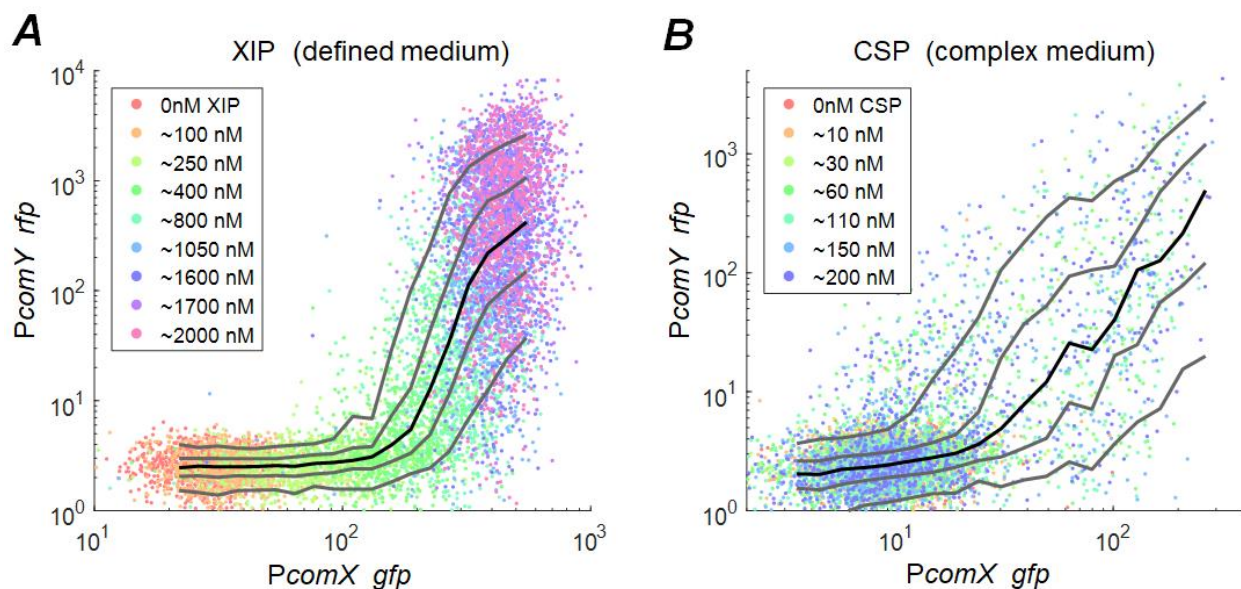 A
XIP (defined medium)
PcomY rfp
10^4
10^3
10^2
10^1
10^0
0nM XIP
~100 nM
~250 nM
~400 nM
~800 nM
~1050 nM
~1600 nM
~1700 nM
~2000 nM
10^1
10^2
10^3
PcomX gfp
B
CSP (complex medium)
PcomY rfp
10^3
10^2
10^1
10^0
0nM CSP
~10 nM
~30 nM
~60 nM
~110 nM
~150 nM
~200 nM
10^1
10^2
PcomX gfp